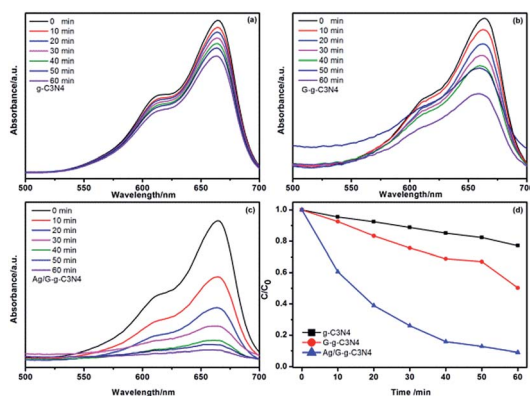 (a)
0 min
10 min
20 min
30 min
40 min
50 min
60 min
g-C3N4
Absorbance/a.u.
500 550 600 650 700
Wavelength/nm
(b)
0 min
10 min
20 min
30 min
40 min
50 min
60 min
G-g-C3N4
Absorbance/a.u.
500 550 600 650 700
Wavelength/nm
(c)
0 min
10 min
20 min
30 min
40 min
50 min
60 min
Ag/G-g-C3N4
Absorbance/a.u.
500 550 600 650 700
Wavelength/nm
(d)
1.0
0.8
0.6
0.4
0.2
0.0
C/C0
g-C3N4
G-g-C3N4
Ag/G-g-C3N4
0 10 20 30 40 50 60
Time /min